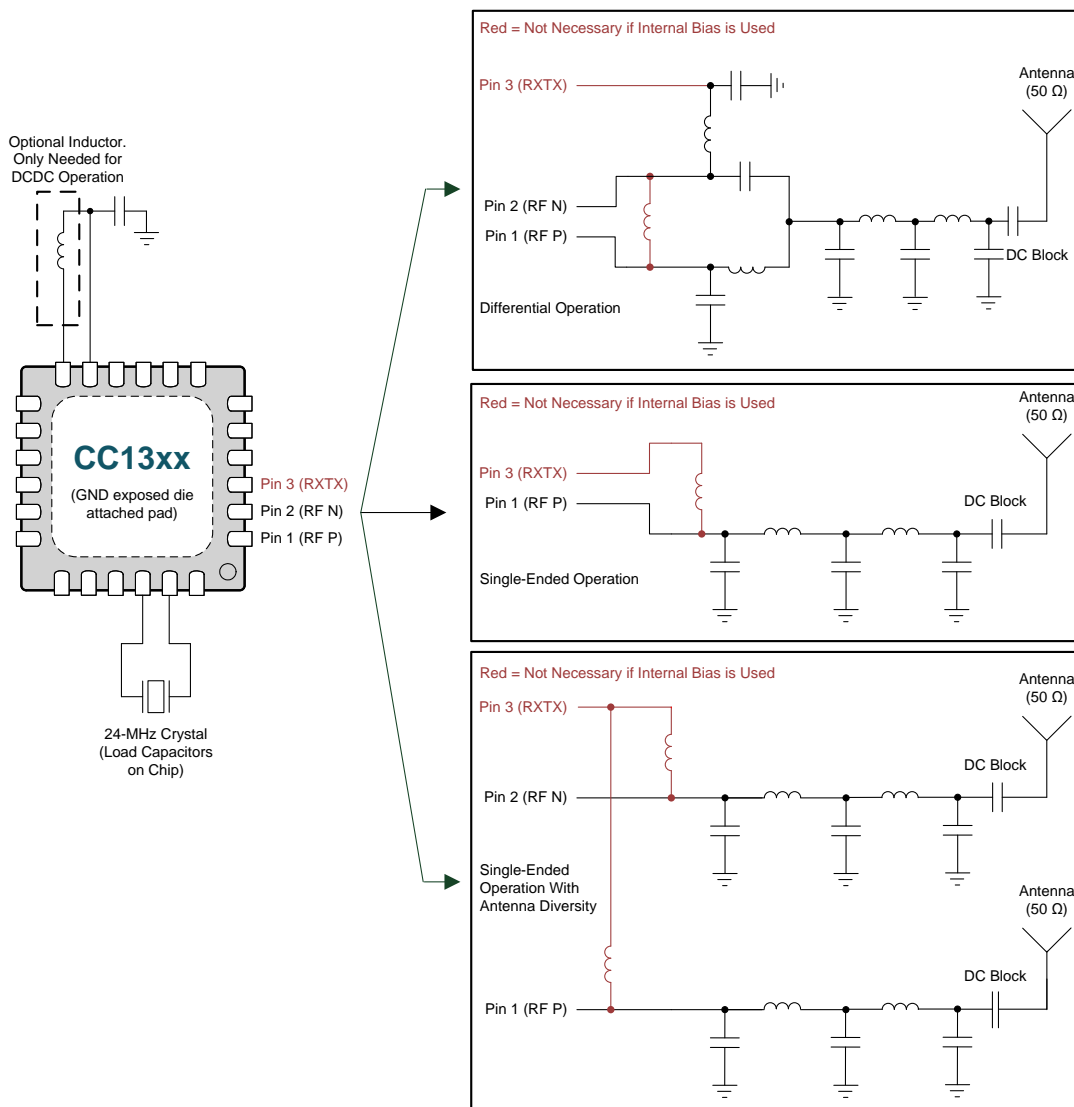 Optional Inductor.
Only Needed for
DCDC Operation
CC13xx
(GND exposed die
attached pad)
Pin 3 (RXTX)
Pin 2 (RF N)
Pin 1 (RF P)
24-MHz Crystal
(Load Capacitors
on Chip)
Red = Not Necessary if Internal Bias is Used
Pin 3 (RXTX)
Pin 2 (RF N)
Pin 1 (RF P)
Differential Operation
Antenna
(50 Ω)
DC Block
Red = Not Necessary if Internal Bias is Used
Pin 3 (RXTX)
Pin 1 (RF P)
Single-Ended Operation
Antenna
(50 Ω)
DC Block
Red = Not Necessary if Internal Bias is Used
Pin 3 (RXTX)
Pin 2 (RF N)
Antenna
(50 Ω)
DC Block
Single-Ended
Operation With
Antenna Diversity
Pin 1 (RF P)
Antenna
(50 Ω)
DC Block